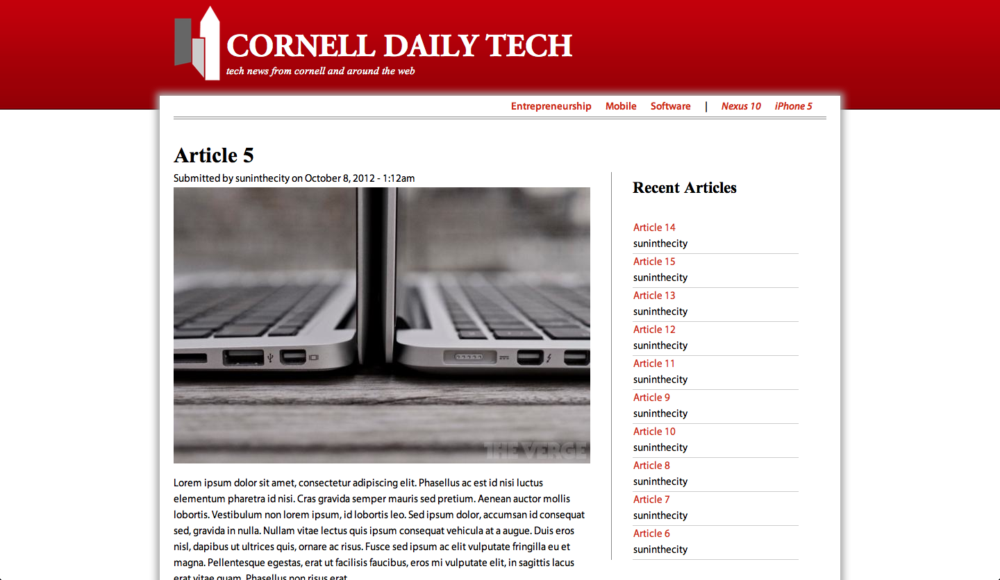 CORNELL DAILY TECH
tech news from cornell and around the web
Entrepreneurship Mobile Software | Nexus 10 iPhone 5
Article 5
Submitted by suninthecity on October 8, 2012 - 1:12am
THE VERGE
Lorem ipsum dolor sit amet, consectetur adipiscing elit. Phasellus ac est id nisi luctus
elementum pharetra id nisi. Cras gravida semper mauris sed pretium. Aenean auctor mollis
lobortis. Vestibulum non lorem ipsum, id lobortis leo. Sed ipsum dolor, accumsan id consequat
sed, gravida in nulla. Nullam vitae lectus quis ipsum consequat vehicula at a augue. Duis eros
nisl, dapibus ut ultrices quis, ornare ac risus. Fusce sed ipsum ac elit vulputate fringilla eu et
magna. Pellentesque egestas, erat ut facilisis faucibus, eros mi vulputate elit, in sagittis lacus
erat vitae quam. Phasellus non risus erat.
Recent Articles
Article 14
suninthecity
Article 15
suninthecity
Article 13
suninthecity
Article 12
suninthecity
Article 11
suninthecity
Article 9
suninthecity
Article 10
suninthecity
Article 8
suninthecity
Article 7
suninthecity
Article 6
suninthecity